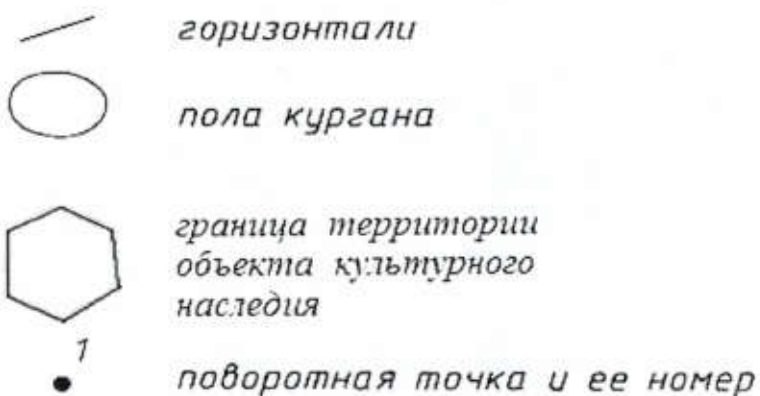 горизонтали
пола кургана
граница территории
объекта культурного
наследия
1
поворотная точка и ее номер